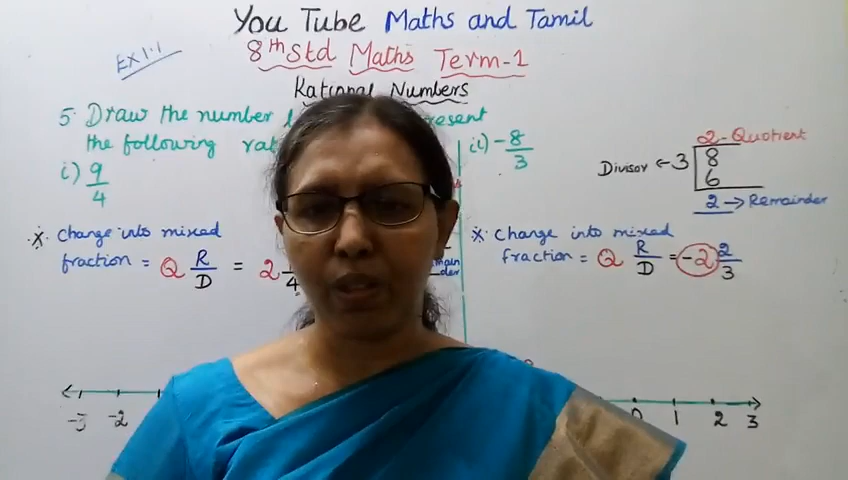 You Tube Maths and Tamil
Ex 1.1
8th Std Maths Term-1
Rational Numbers
5. Draw the number
the following
i) 9/4
ii) -8/3
2 - Quotient
Divisor ← 3 8
6
2 → Remainder
* Change into mixed
fraction = Q R/D = 2
4
* Change into mixed
fraction = Q R/D = -2 2/3
-3 -2
0 1 2 3